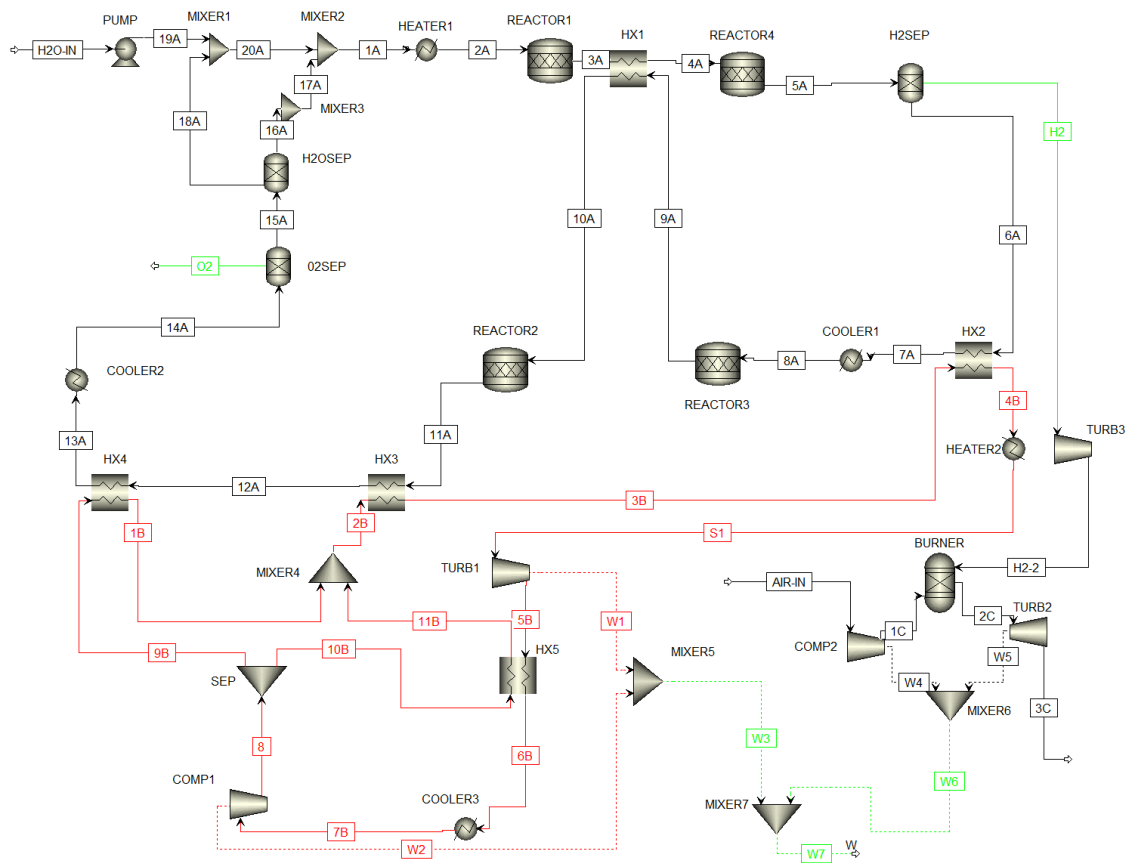 PUMP
MIXER1
MIXER2
HEATER1
REACTOR1
HX1
REACTOR4
H2SEP
H2O-IN
19A
20A
1A
2A
3A
4A
5A
H2
17A
MIXER3
18A
16A
H2OSEP
15A
10A
9A
6A
O2
02SEP
14A
COOLER2
REACTOR2
COOLER1
HX2
8A
7A
REACTOR3
4B
TURB3
11A
HEATER2
13A
HX4
HX3
12A
3B
1B
2B
S1
MIXER4
TURB1
BURNER
H2-2
AIR-IN
2C
TURB2
1C
COMP2
W1
5B
11B
9B
10B
HX5
MIXER5
W5
W4
SEP
MIXER6
3C
8
6B
W3
COMP1
W6
COOLER3
MIXER7
7B
W2
W7
W